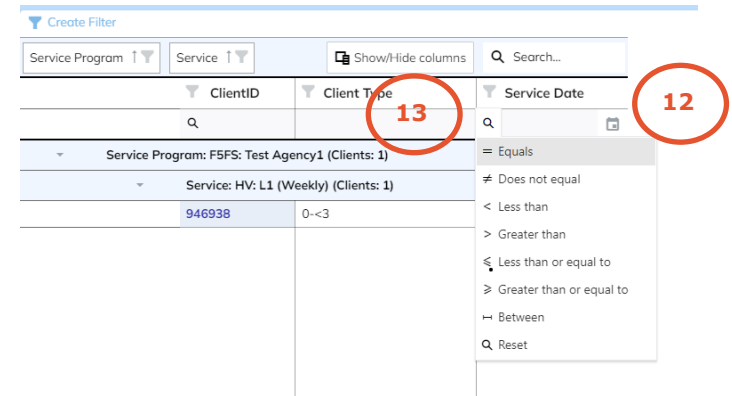 Create Filter
Service Program Service Show/Hide columns Search...
ClientID Client Type Service Date
13 12
Service Program: F5FS: Test Agency1 (Clients: 1)
Service: HV: L1 (Weekly) (Clients: 1)
946938 0-<3
= Equals
≠ Does not equal
< Less than
> Greater than
⩽ Less than or equal to
⩾ Greater than or equal to
Between
Reset